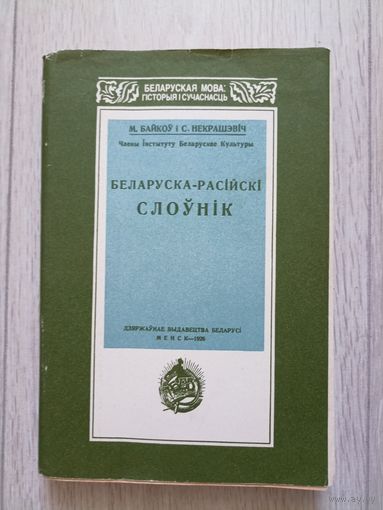 БЕЛАРУСКАЯ МОВА:
ГІСТОРЫЯ І СУЧАСНАСЦЬ
М. БАЙКОЎ І С. НЕКРАШЭВІЧ
Члены Інстытуту Беларускае Культуры
БЕЛАРУСКА-РАСІЙСКІ
СЛОЎНІК
ДЗЯРЖАЎНАЕ ВЫДАВЕЦТВА БЕЛАРУСІ
МЕНСК—1926